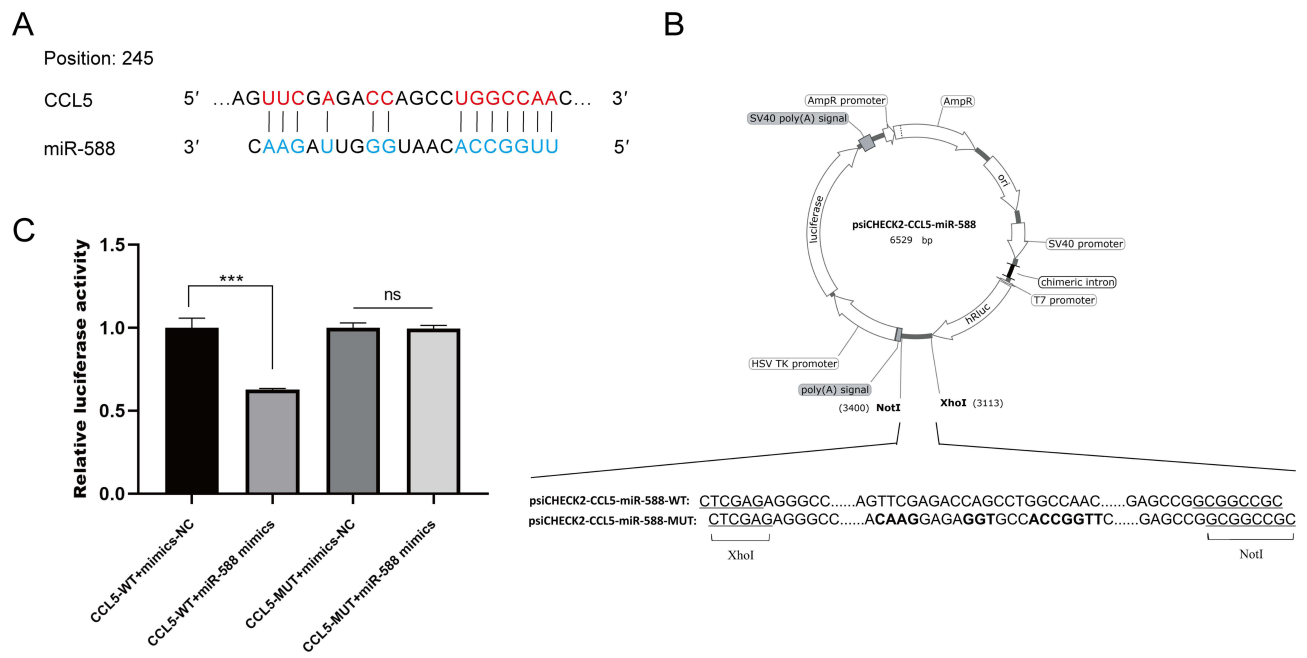 A
Position: 245
CCL5 5′ ...AGUUCGAGACCAGCCUGGCCAAC... 3′
miR-588 3′ CAAGAUUGGGUAACACCGGUU 5′
B
AmpR promoter
AmpR
SV40 poly(A) signal
ori
luciferase
psiCHECK2-CCL5-miR-588
6529 bp
SV40 promoter
chimeric intron
T7 promoter
hRluc
HSV TK promoter
poly(A) signal
(3400) NotI
XhoI (3113)
psiCHECK2-CCL5-miR-588-WT: CTCGAGAGGGCC......AGTTCGAGACCAGCCTGGCCAAC......GAGCCGGCGGCCGC
psiCHECK2-CCL5-miR-588-MUT: CTCGAGAGGGCC......ACAAGGAGAGGTGCCACCGGTTC......GAGCCGGCGGCCGC
XhoI
NotI
C
Relative luciferase activity
1.5
1.0
0.5
0.0
***
ns
CCL5-WT+mimics-NC
CCL5-WT+miR-588 mimics
CCL5-MUT+mimics-NC
CCL5-MUT+miR-588 mimics